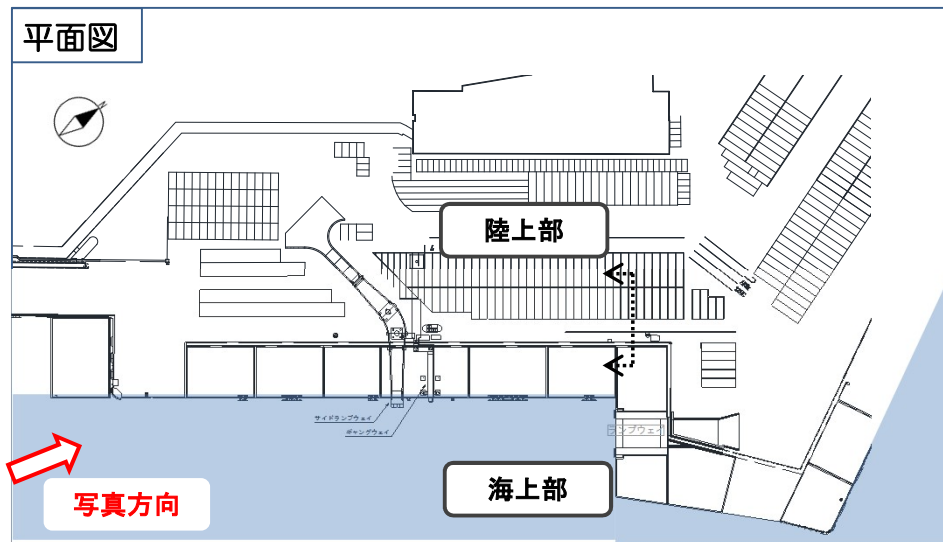 平面図
陸上部
サイドランプウェイ
ギャングウェイ
ランプウェイ
海上部
写真方向